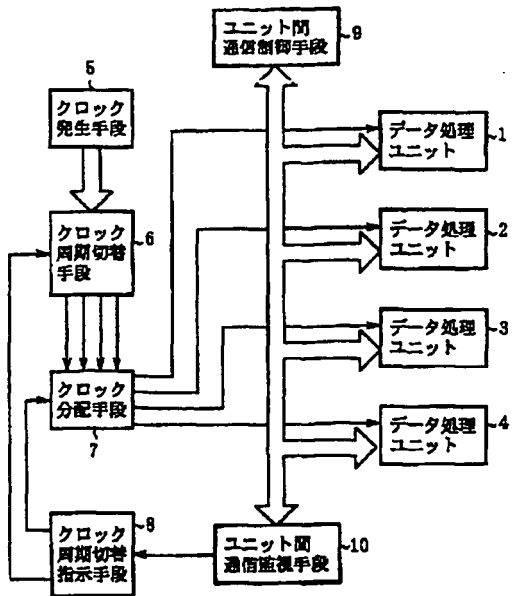 ユニット間
通信制御手段
9
5
クロック
発生手段
データ処理
ユニット
1
クロック
周期切替
手段
6
データ処理
ユニット
2
データ処理
ユニット
3
クロック
分配手段
7
データ処理
ユニット
4
クロック
周期切替
指示手段
8
ユニット間
通信監視手段
10